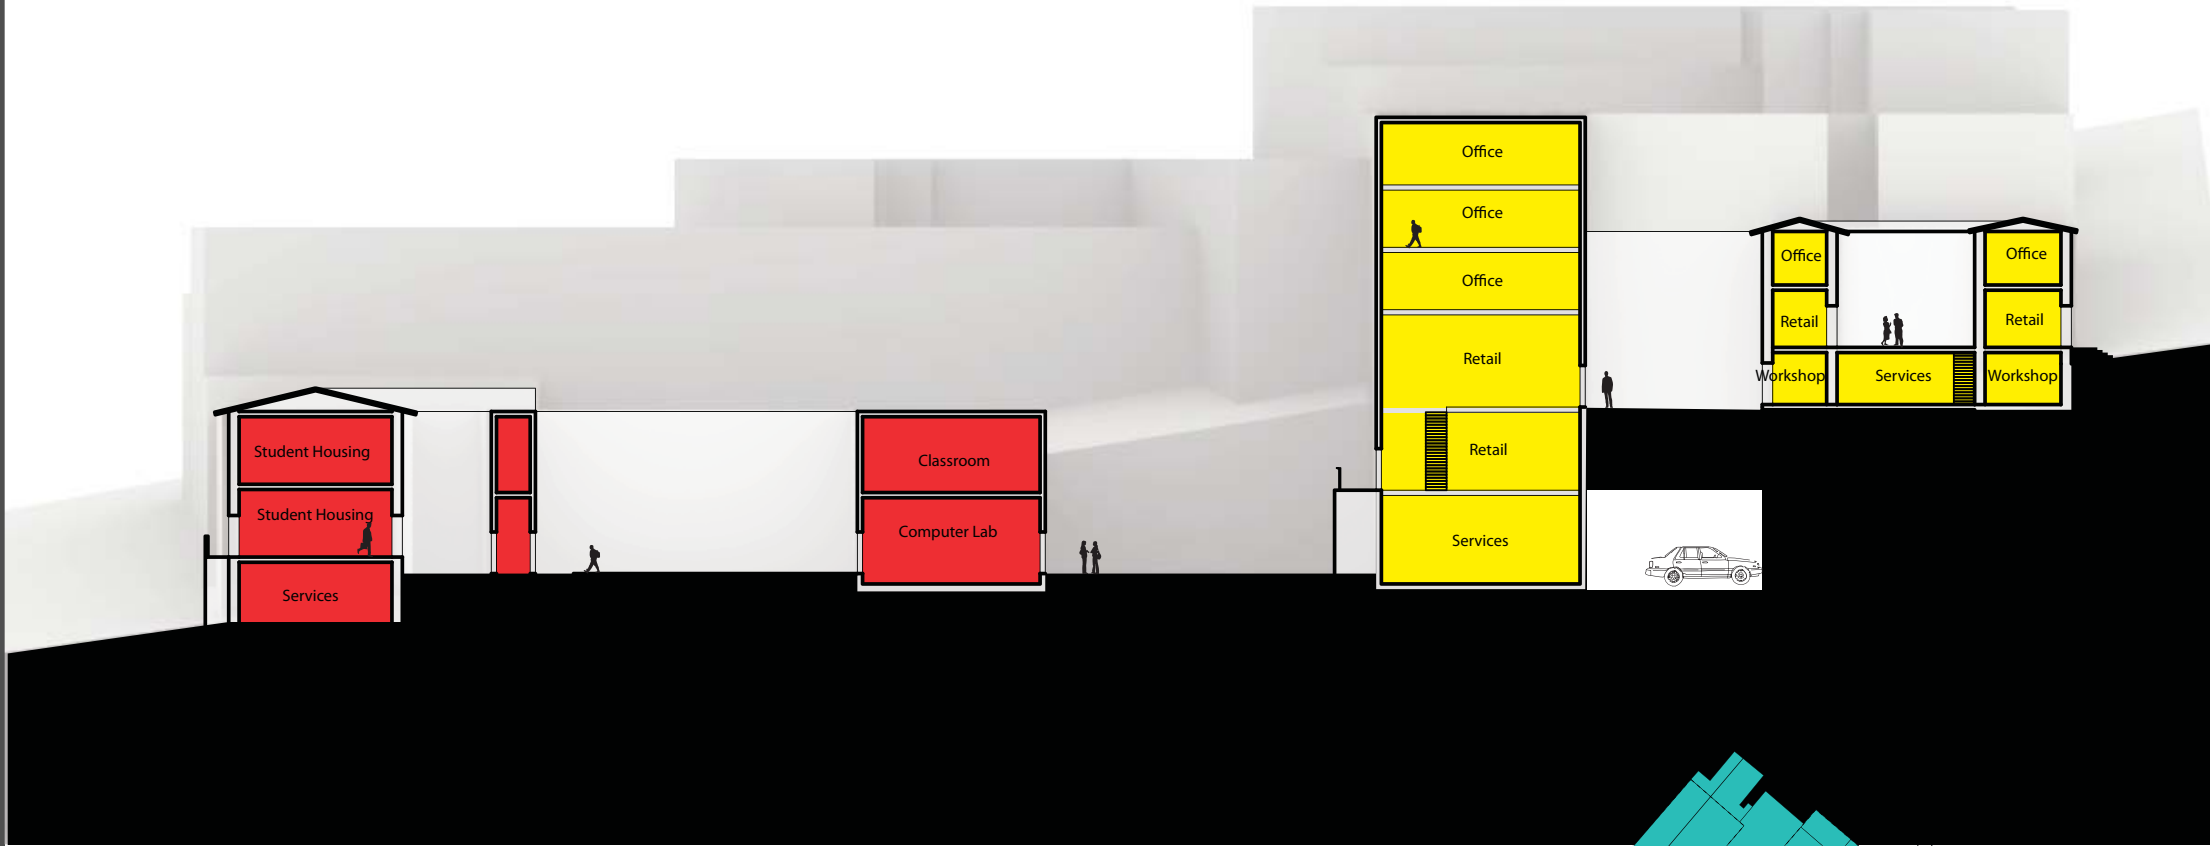 Student Housing
Student Housing
Services
Classroom
Computer Lab
Office
Office
Office
Retail
Retail
Services
Office
Retail
Workshop
Services
Office
Retail
Workshop